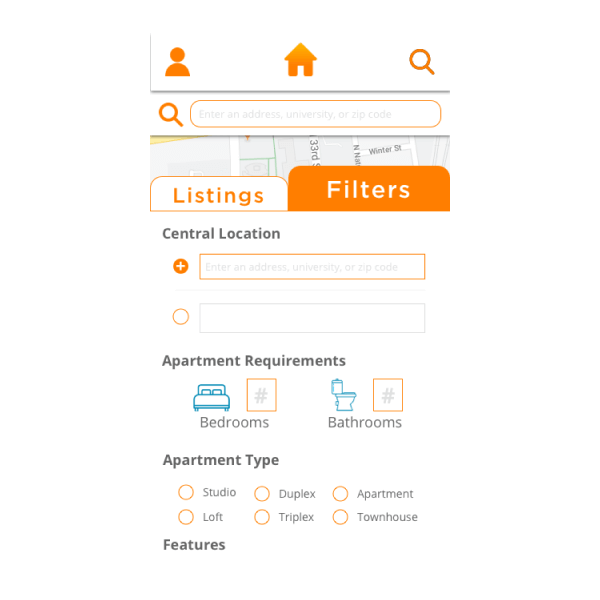 Enter an address, university, or zip code
33rd S
N Nat
Winter St
Listings
Filters
Central Location
Enter an address, university, or zip code
Apartment Requirements
#
#
Bedrooms
Bathrooms
Apartment Type
Studio
Duplex
Apartment
Loft
Triplex
Townhouse
Features